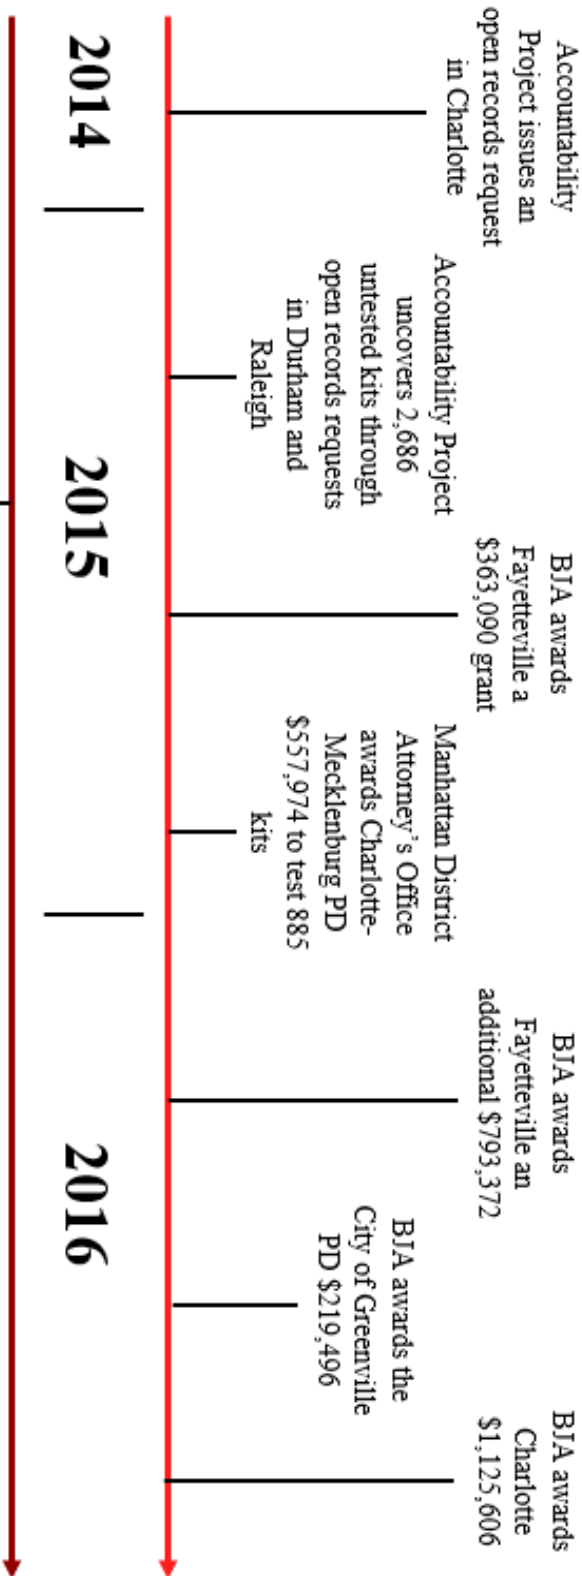 Accountability
Project issues an
open records request
in Charlotte
Accountability Project
uncovers 2,686
untested kits through
open records requests
in Durham and
Raleigh
BJA awards
Fayetteville a
$363,090 grant
Manhattan District
Attorney's Office
awards Charlotte-
Mecklenburg PD
$557,974 to test 885
kits
BJA awards
Fayetteville an
additional $793,372
BJA awards the
City of Greenville
PD $219,496
BJA awards
Charlotte
$1,125,606
2014
2015
2016